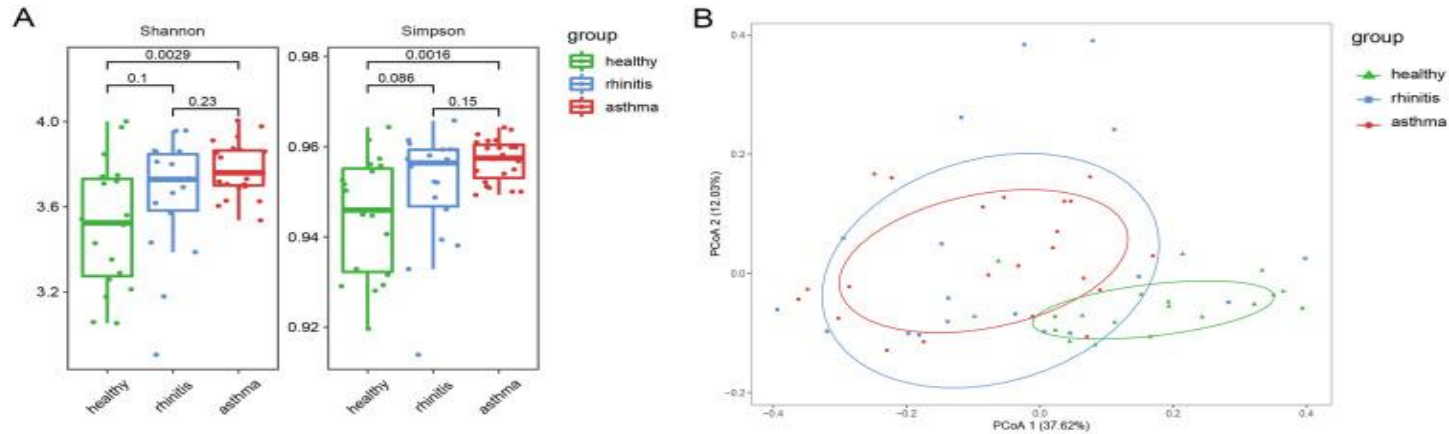 A
Shannon
Simpson
group
healthy
rhinitis
asthma
0.0029
0.1
0.23
4.0
3.6
3.2
healthy
rhinitis
asthma
0.0016
0.086
0.15
0.98
0.96
0.94
0.92
healthy
rhinitis
asthma
B
group
healthy
rhinitis
asthma
0.4
0.2
0.0
−0.2
PCoA 2 (12.03%)
−0.4
−0.2
0.0
0.2
0.4
PCoA 1 (37.62%)